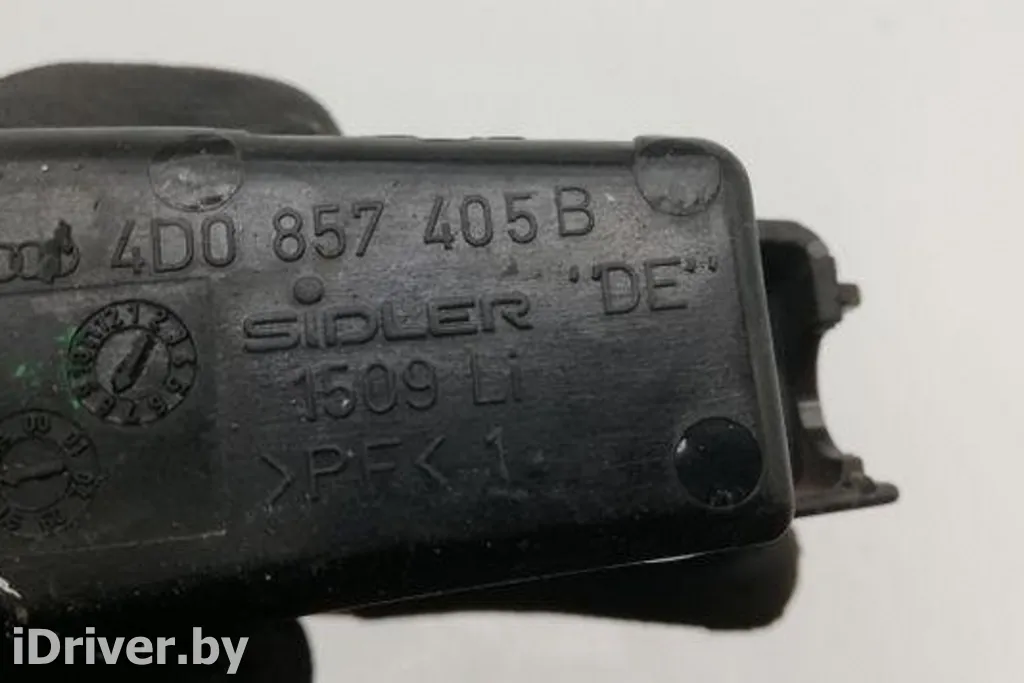 4D0 857 405 B
SiDLER "DE"
1509 Li
>PF< 1
iDriver.by